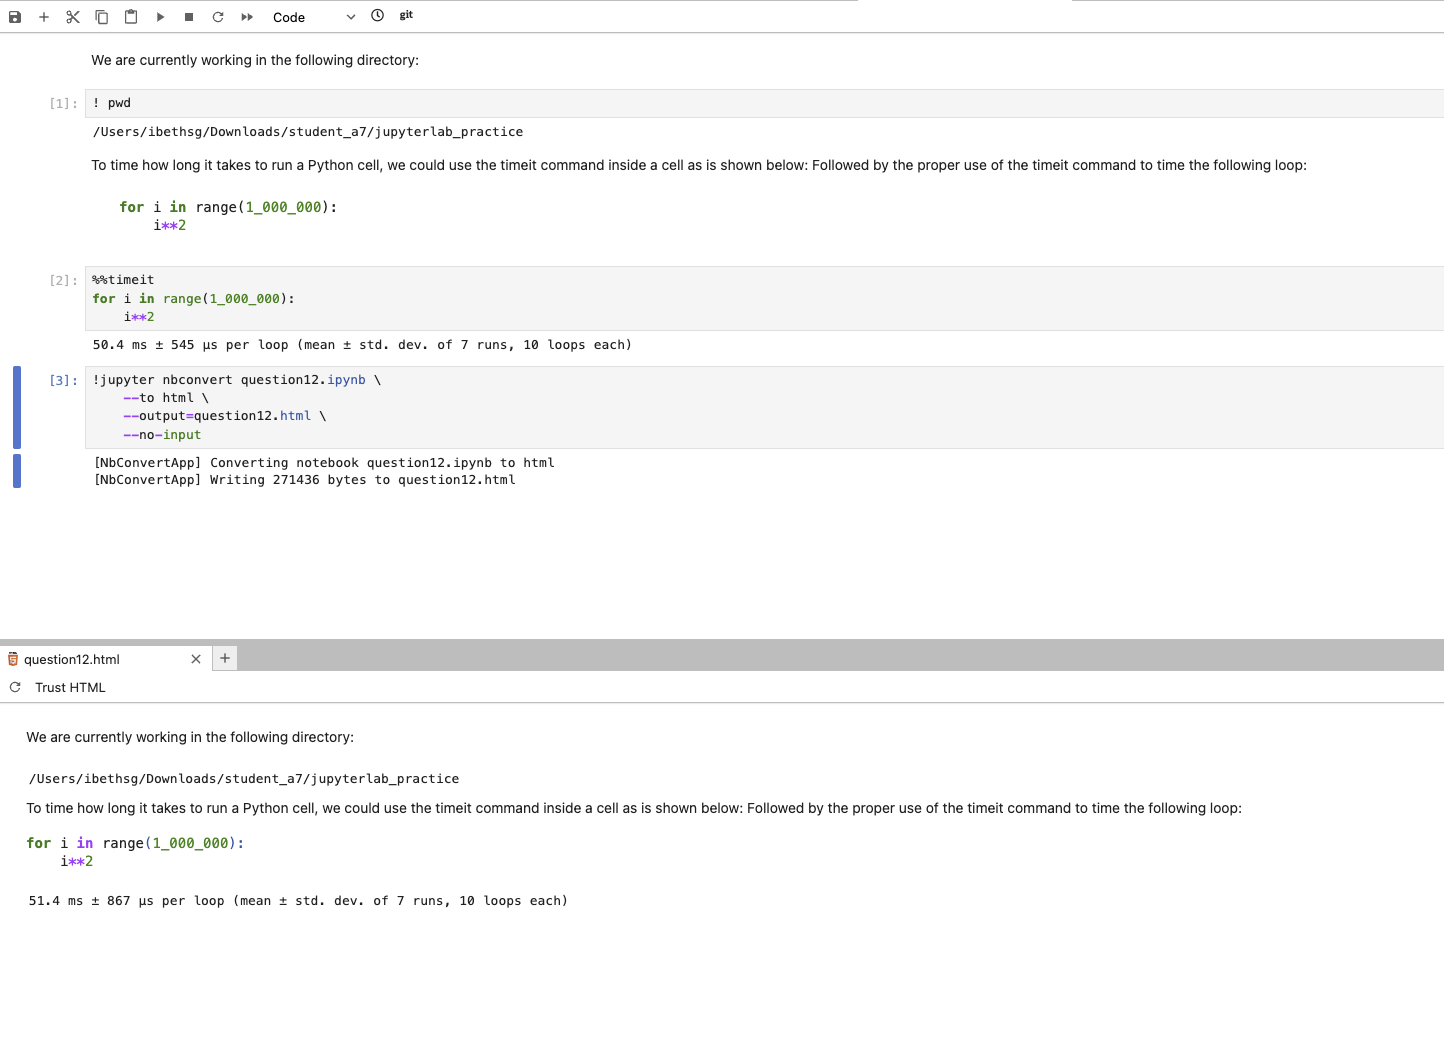 Code
git
We are currently working in the following directory:
[1]:
! pwd
/Users/ibethsg/Downloads/student_a7/jupyterlab_practice
To time how long it takes to run a Python cell, we could use the timeit command inside a cell as is shown below: Followed by the proper use of the timeit command to time the following loop:
for i in range(1_000_000):
    i**2
[2]:
%%timeit
for i in range(1_000_000):
    i**2
50.4 ms ± 545 µs per loop (mean ± std. dev. of 7 runs, 10 loops each)
[3]:
!jupyter nbconvert question12.ipynb \
    --to html \
    --output=question12.html \
    --no-input
[NbConvertApp] Converting notebook question12.ipynb to html
[NbConvertApp] Writing 271436 bytes to question12.html
question12.html
Trust HTML
We are currently working in the following directory:
/Users/ibethsg/Downloads/student_a7/jupyterlab_practice
To time how long it takes to run a Python cell, we could use the timeit command inside a cell as is shown below: Followed by the proper use of the timeit command to time the following loop:
for i in range(1_000_000):
    i**2
51.4 ms ± 867 µs per loop (mean ± std. dev. of 7 runs, 10 loops each)